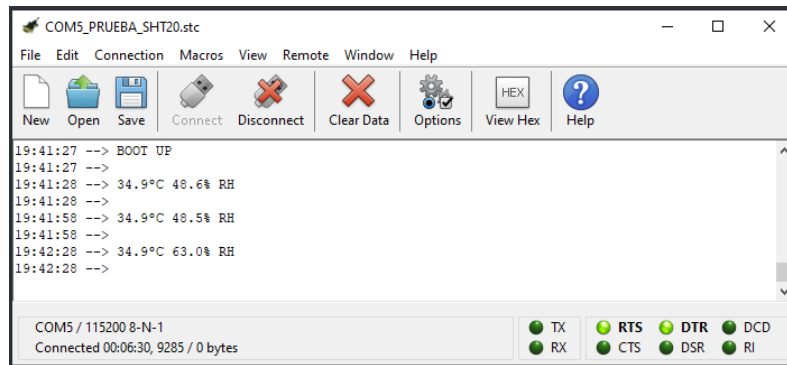 COM5_PRUEBA_SHT20.stc
File Edit Connection Macros View Remote Window Help
New Open Save Connect Disconnect Clear Data Options HEX View Hex ? Help
19:41:27 --> BOOT UP
19:41:27 -->
19:41:28 --> 34.9°C 48.6% RH
19:41:28 -->
19:41:58 --> 34.9°C 48.5% RH
19:41:58 -->
19:42:28 --> 34.9°C 63.0% RH
19:42:28 -->
COM5 / 115200 8-N-1 TX RTS DTR DCD
Connected 00:06:30, 9285 / 0 bytes RX CTS DSR RI